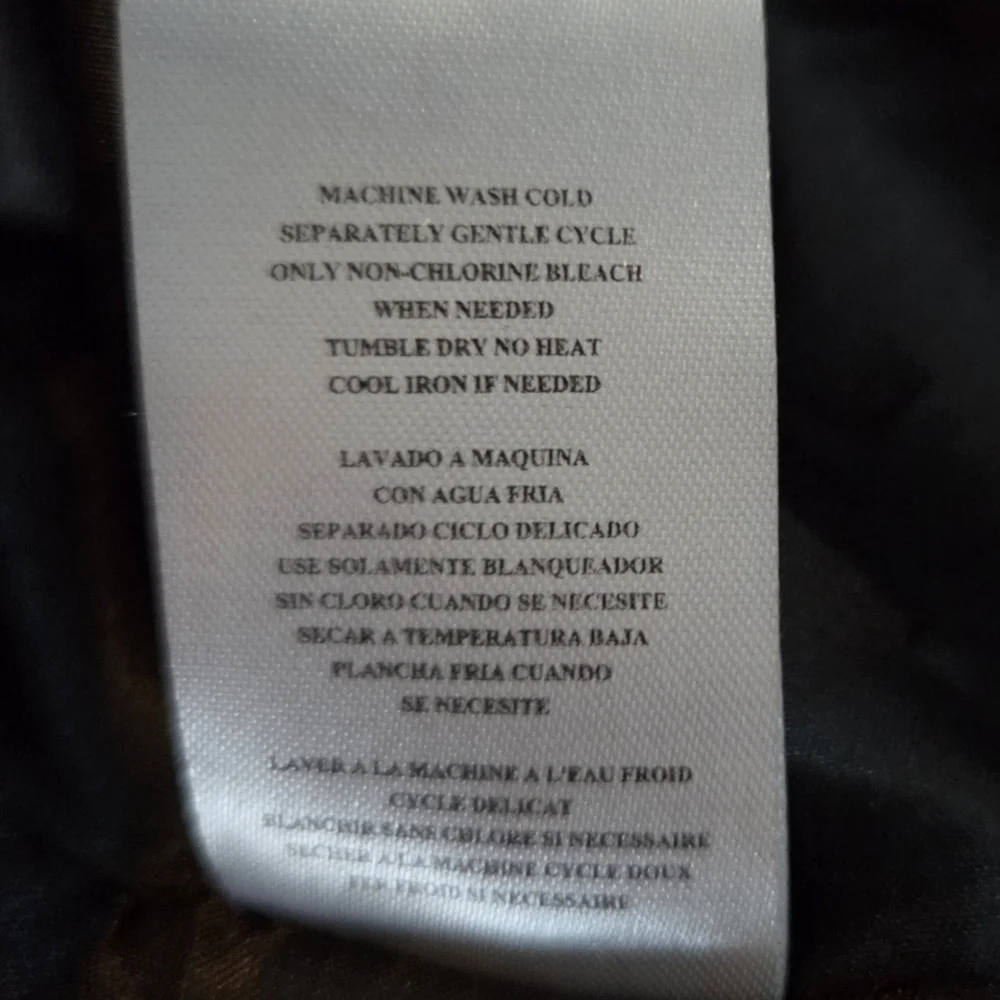 MACHINE WASH COLD
SEPARATELY GENTLE CYCLE
ONLY NON-CHLORINE BLEACH
WHEN NEEDED
TUMBLE DRY NO HEAT
COOL IRON IF NEEDED
LAVADO A MAQUINA
CON AGUA FRIA
SEPARADO CICLO DELICADO
USE SOLAMENTE BLANQUEADOR
SIN CLORO CUANDO SE NECESITE
SECAR A TEMPERATURA BAJA
PLANCHA FRIA CUANDO
SE NECESITE
LAVER A LA MACHINE A L'EAU FROID
CYCLE DELICAT
BLANCHIR SANS CHLORE SI NECESSAIRE
SECHER A LA MACHINE CYCLE DOUX
FER FROID SI NECESSAIRE